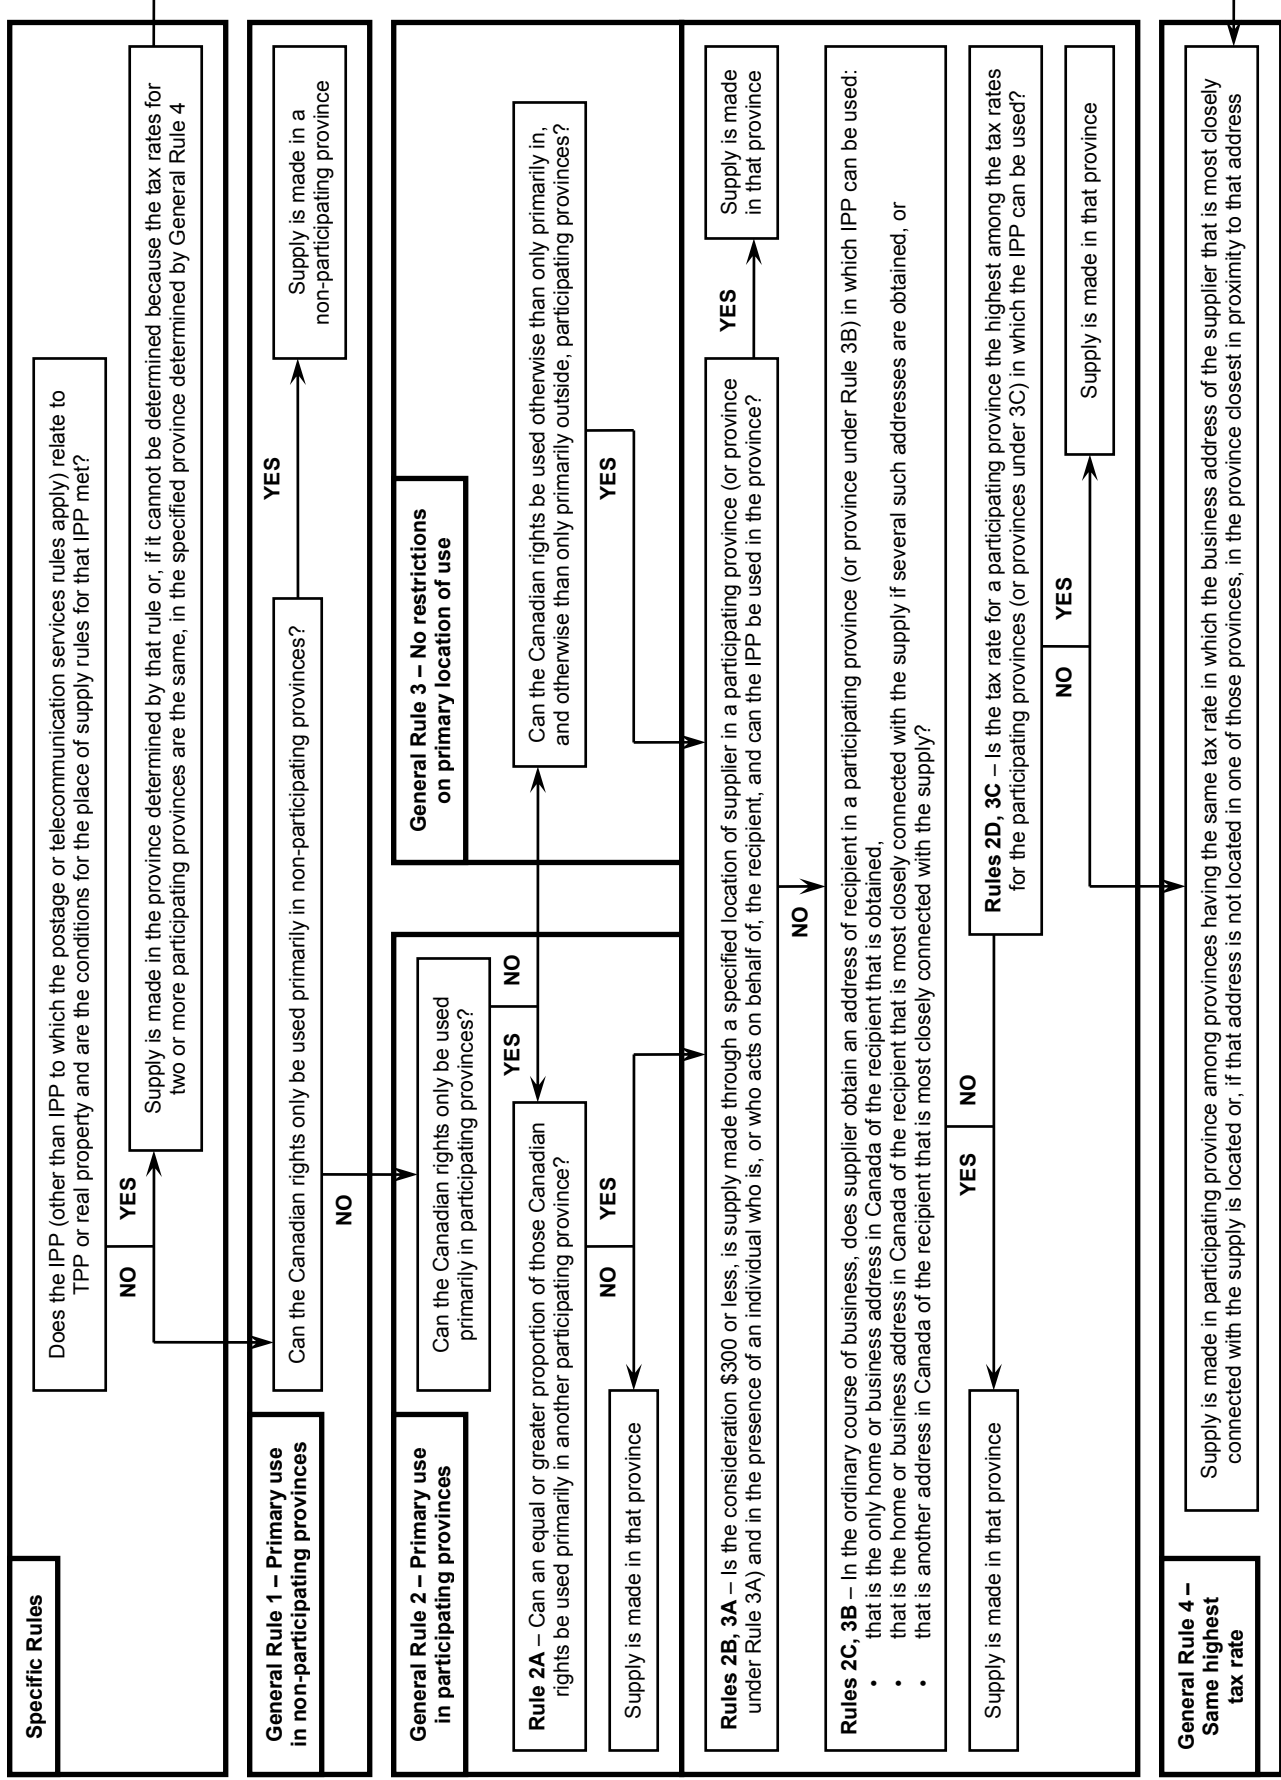 Specific Rules
Does the IPP (other than IPP to which the postage or telecommunication services rules apply) relate to
TPP or real property and are the conditions for the place of supply rules for that IPP met?
NO
YES
Supply is made in the province determined by that rule or, if it cannot be determined because the tax rates for
two or more participating provinces are the same, in the specified province determined by General Rule 4
General Rule 1 – Primary use
in non-participating provinces
Can the Canadian rights only be used primarily in non-participating provinces?
NO
YES
Supply is made in a
non-participating province
General Rule 2 – Primary use
in participating provinces
Can the Canadian rights only be used
primarily in participating provinces?
YES
NO
General Rule 3 – No restrictions
on primary location of use
Rule 2A – Can an equal or greater proportion of those Canadian
rights be used primarily in another participating province?
NO
YES
Supply is made in that province
Can the Canadian rights be used otherwise than only primarily in,
and otherwise than only primarily outside, participating provinces?
YES
Rules 2B, 3A – Is the consideration $300 or less, is supply made through a specified location of supplier in a participating province (or province
under Rule 3A) and in the presence of an individual who is, or who acts on behalf of, the recipient, and can the IPP be used in the province?
YES
Supply is made
in that province
NO
Rules 2C, 3B – In the ordinary course of business, does supplier obtain an address of recipient in a participating province (or province under Rule 3B) in which IPP can be used:
• that is the only home or business address in Canada of the recipient that is obtained,
• that is the home or business address in Canada of the recipient that is most closely connected with the supply if several such addresses are obtained, or
• that is another address in Canada of the recipient that is most closely connected with the supply?
YES
NO
Supply is made in that province
Rules 2D, 3C – Is the tax rate for a participating province the highest among the tax rates
for the participating provinces (or provinces under 3C) in which the IPP can be used?
NO
YES
Supply is made in that province
General Rule 4 –
Same highest
tax rate
Supply is made in participating province among provinces having the same tax rate in which the business address of the supplier that is most closely
connected with the supply is located or, if that address is not located in one of those provinces, in the province closest in proximity to that address